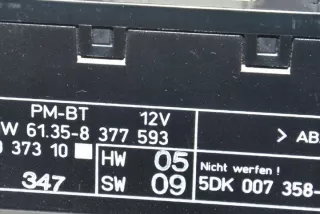 PM-BT 12V
W 61.35-8 377 593 > AB
0 373 10 HW 05 Nicht werfen !
347 SW 09 5DK 007 358-